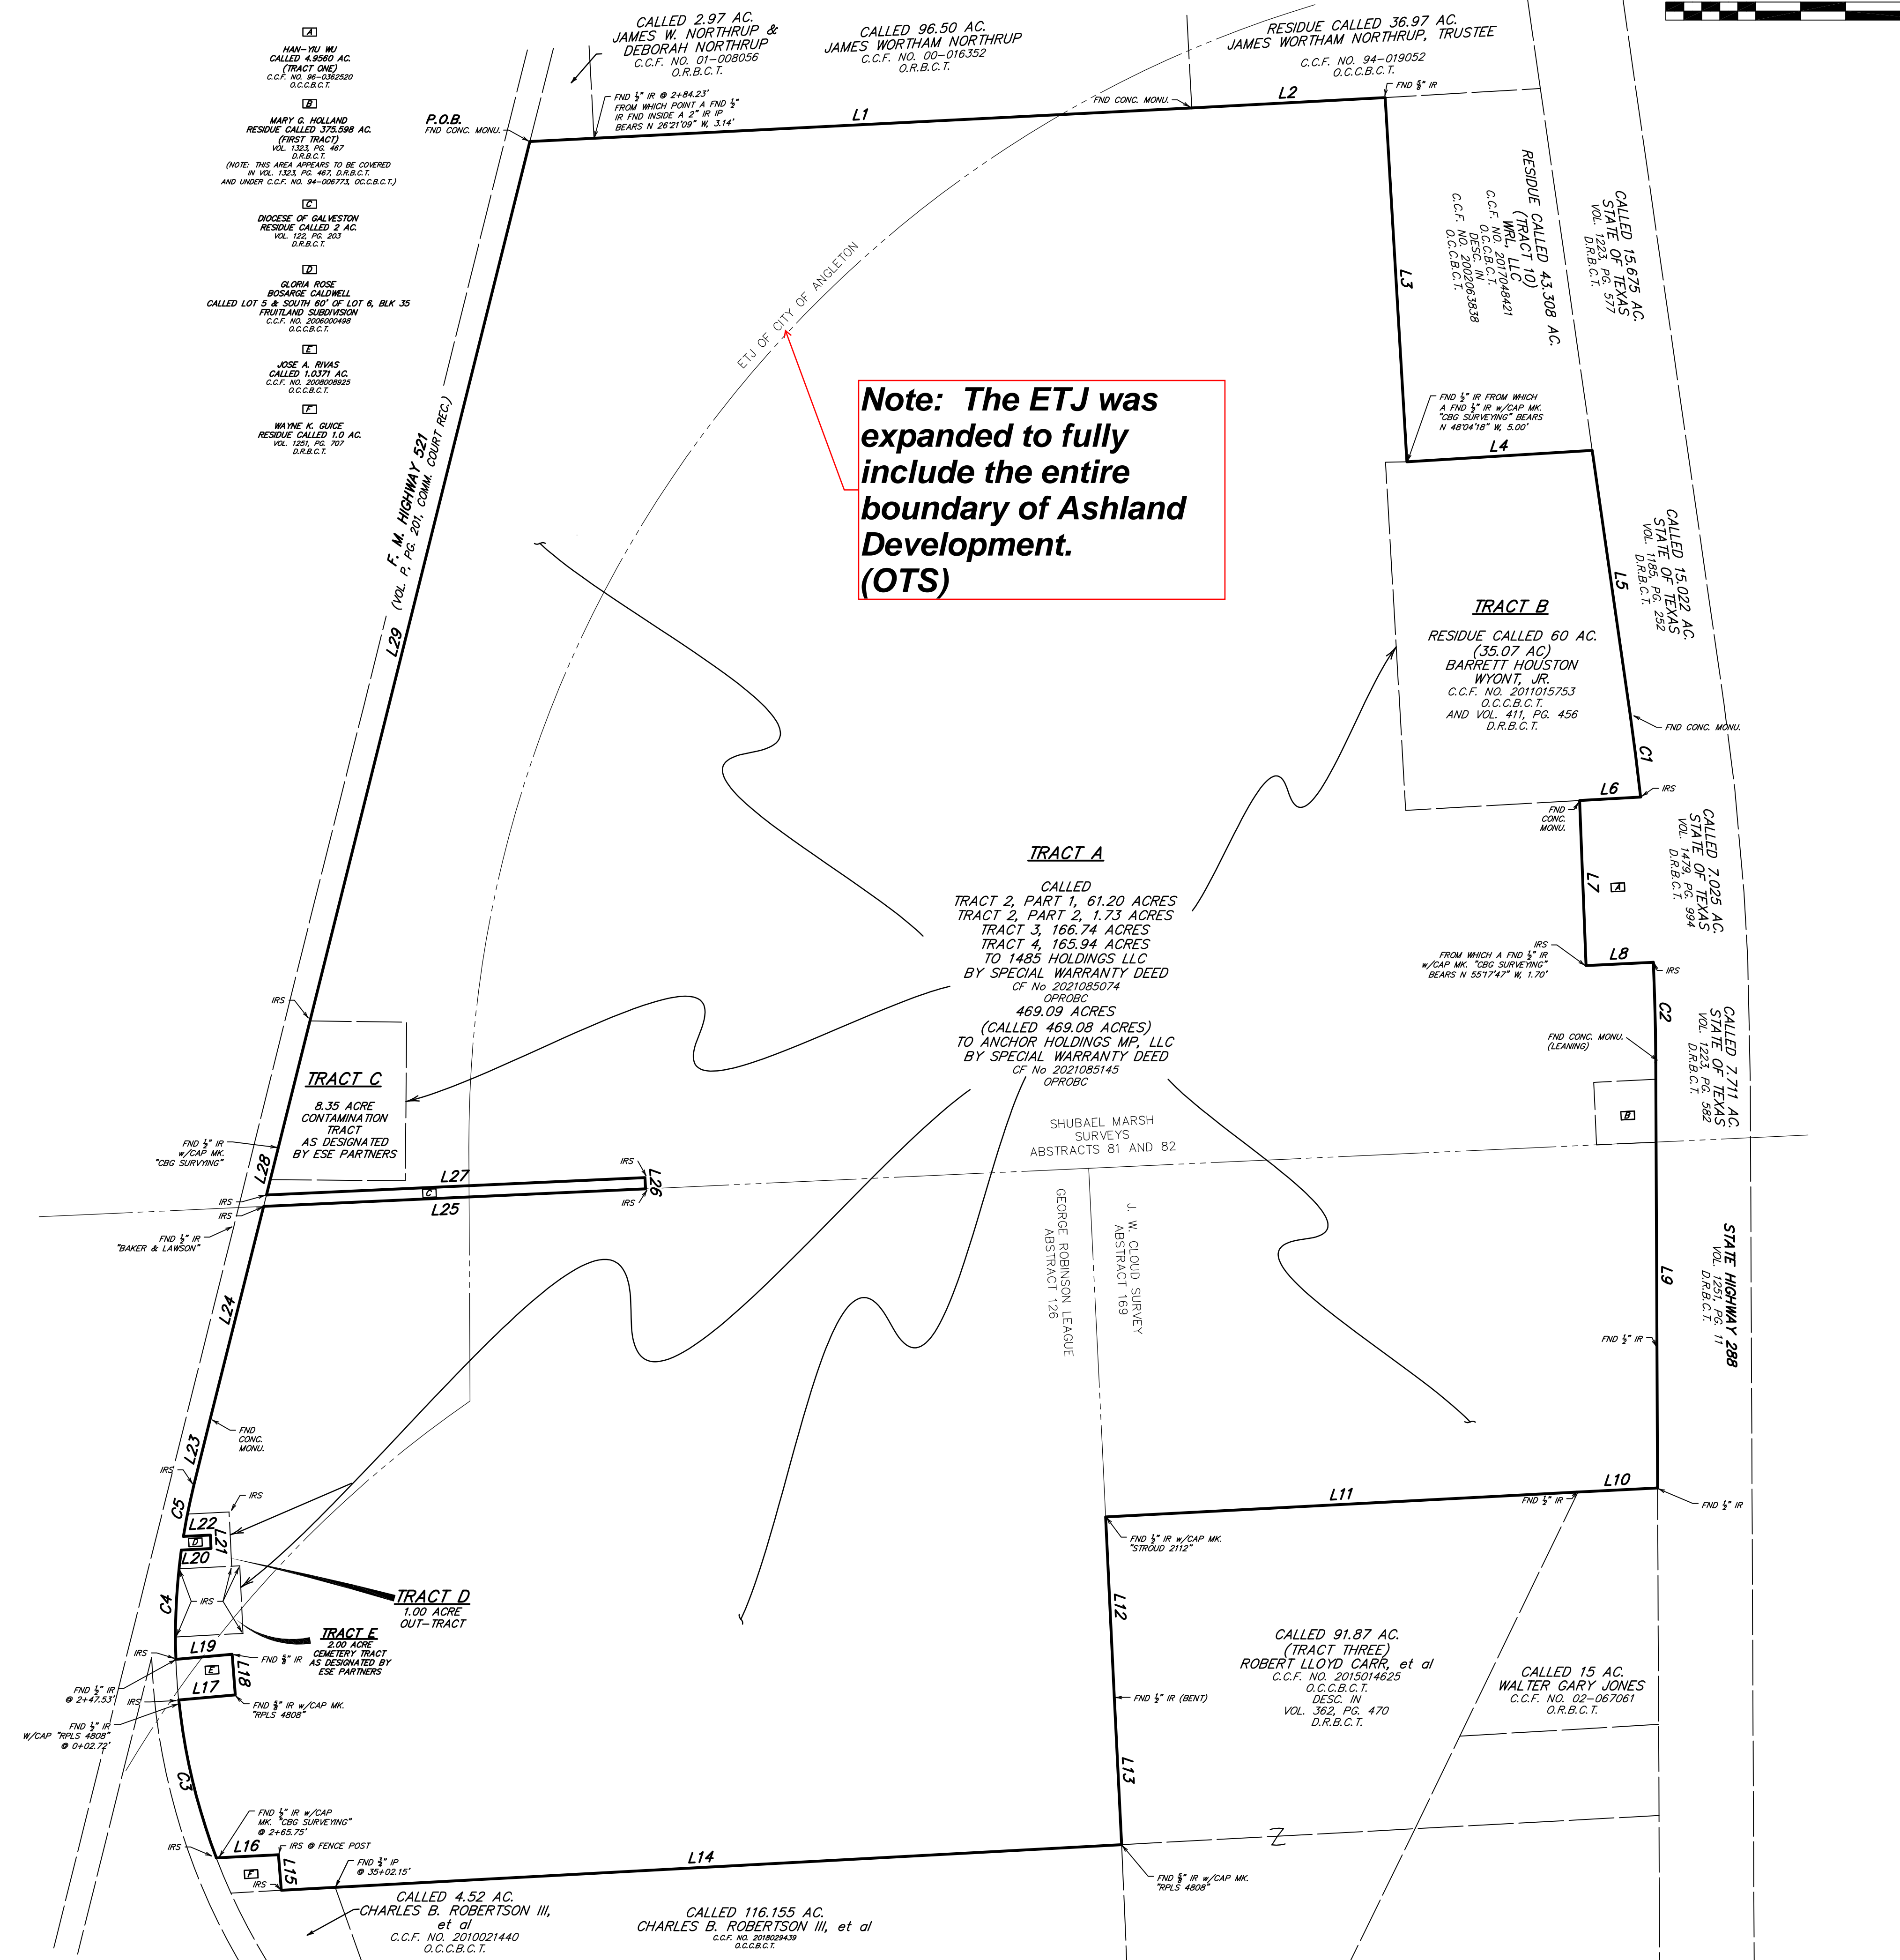 A
HAN-YIU WU
CALLED 4.9560 AC.
(TRACT ONE)
C.C.F. NO. 96-0362520
O.C.C.B.C.T.
B
MARY G. HOLLAND
RESIDUE CALLED 375.598 AC.
(FIRST TRACT)
VOL. 1323, PG. 467
D.R.B.C.T.
(NOTE: THIS AREA APPEARS TO BE COVERED
IN VOL. 1323, PG. 467, D.R.B.C.T.
AND UNDER C.C.F. NO. 94-006773, OC.C.B.C.T.)
C
DIOCESE OF GALVESTON
RESIDUE CALLED 2 AC.
VOL. 122, PG. 203
D.R.B.C.T.
D
GLORIA ROSE
BOSARGE CALDWELL
CALLED LOT 5 & SOUTH 60' OF LOT 6, BLK 35
FRUITLAND SUBDIVISION
C.C.F. NO. 2006000498
O.C.C.B.C.T.
E
JOSE A. RIVAS
CALLED 1.0371 AC.
C.C.F. NO. 2008008925
O.C.C.B.C.T.
F
WAYNE K. GUICE
RESIDUE CALLED 1.0 AC.
VOL. 1251, PG. 707
D.R.B.C.T.
CALLED 2.97 AC.
JAMES W. NORTHRUP &
DEBORAH NORTHRUP
C.C.F. NO. 01-008056
O.R.B.C.T.
CALLED 96.50 AC.
JAMES WORTHAM NORTHRUP
C.C.F. NO. 00-016352
O.R.B.C.T.
RESIDUE CALLED 36.97 AC.
JAMES WORTHAM NORTHRUP, TRUSTEE
C.C.F. NO. 94-019052
O.C.C.B.C.T.
P.O.B.
FND CONC. MONU.
FND ½" IR @ 2+84.23'
FROM WHICH POINT A FND ½"
IR FND INSIDE A 2" IR IP
BEARS N 26°21'09" W, 3.14'
L1
FND CONC. MONU.
L2
FND ⅝" IR
L3
RESIDUE CALLED 43.308 AC.
(TRACT 10)
WRL, LLC
C.C.F. NO. 2017048421
O.C.C.B.C.T.
DESC. IN
C.C.F. NO. 2002063838
O.C.C.B.C.T.
CALLED 15.675 AC.
STATE OF TEXAS
VOL. 1223, PG. 577
D.R.B.C.T.
ETJ OF CITY OF ANGLETON
Note: The ETJ was
expanded to fully
include the entire
boundary of Ashland
Development.
(OTS)
FND ½" IR FROM WHICH
A FND ½" IR w/CAP MK.
"CBG SURVEYING" BEARS
N 48°04'18" W, 5.00'
L4
L5
F. M. HIGHWAY 521
(VOL. P, PG. 201, COMM. COURT REC.)
L29
CALLED 15.022 AC.
STATE OF TEXAS
VOL. 1185, PG. 252
D.R.B.C.T.
TRACT B
RESIDUE CALLED 60 AC.
(35.07 AC)
BARRETT HOUSTON
WYONT, JR.
C.C.F. NO. 2011015753
O.C.C.B.C.T.
AND VOL. 411, PG. 456
D.R.B.C.T.
FND CONC. MONU.
C1
L6
IRS
FND
CONC.
MONU.
CALLED 7.025 AC.
STATE OF TEXAS
VOL. 1479, PG. 994
D.R.B.C.T.
L7
A
IRS
FROM WHICH A FND ½" IR
w/CAP MK. "CBG SURVEYING"
BEARS N 55°17'47" W, 1.70'
L8
IRS
C2
TRACT A
CALLED
TRACT 2, PART 1, 61.20 ACRES
TRACT 2, PART 2, 1.73 ACRES
TRACT 3, 166.74 ACRES
TRACT 4, 165.94 ACRES
TO 1485 HOLDINGS LLC
BY SPECIAL WARRANTY DEED
CF No 2021085074
OPROBC
469.09 ACRES
(CALLED 469.08 ACRES)
TO ANCHOR HOLDINGS MP, LLC
BY SPECIAL WARRANTY DEED
CF No 2021085145
OPROBC
FND CONC. MONU.
(LEANING)
CALLED 7.711 AC.
STATE OF TEXAS
VOL. 1223, PG. 582
D.R.B.C.T.
B
IRS
TRACT C
8.35 ACRE
CONTAMINATION
TRACT
AS DESIGNATED
BY ESE PARTNERS
FND ½" IR
w/CAP MK.
"CBG SURVYING"
L28
SHUBAEL MARSH
SURVEYS
ABSTRACTS 81 AND 82
IRS
L27
IRS
L26
C
IRS
L25
IRS
FND ½" IR
"BAKER & LAWSON"
GEORGE ROBINSON LEAGUE
ABSTRACT 126
J. W. CLOUD SURVEY
ABSTRACT 169
STATE HIGHWAY 288
VOL. 1251, PG. 11
D.R.B.C.T.
L9
FND ½" IR
L24
FND
CONC.
MONU.
L23
IRS
C5
IRS
L22
D
L21
L20
C4
IRS
TRACT D
1.00 ACRE
OUT-TRACT
TRACT E
2.00 ACRE
CEMETERY TRACT
AS DESIGNATED BY
ESE PARTNERS
L10
FND ½" IR
FND ½" IR
L11
FND ½" IR w/CAP MK.
"STROUD 2112"
L12
IRS
L19
FND ⅝" IR
E
L18
L17
FND ½" IR
@ 2+47.53'
IRS
FND ⅝" IR w/CAP MK.
"RPLS 4808"
FND ½" IR
W/CAP "RPLS 4808"
@ 0+02.72'
CALLED 91.87 AC.
(TRACT THREE)
ROBERT LLOYD CARR, et al
C.C.F. NO. 2015014625
O.C.C.B.C.T.
DESC. IN
VOL. 362, PG. 470
D.R.B.C.T.
CALLED 15 AC.
WALTER GARY JONES
C.C.F. NO. 02-067061
O.R.B.C.T.
FND ½" IR (BENT)
L13
C3
FND ½" IR w/CAP
MK. "CBG SURVEYING"
@ 2+65.75'
IRS
L16
IRS @ FENCE POST
F
L15
IRS
FND ¾" IP
@ 35+02.15'
L14
FND ⅝" IR w/CAP MK.
"RPLS 4808"
CALLED 4.52 AC.
CHARLES B. ROBERTSON III,
et al
C.C.F. NO. 2010021440
O.C.C.B.C.T.
CALLED 116.155 AC.
CHARLES B. ROBERTSON III, et al
C.C.F. NO. 2018029439
O.C.C.B.C.T.